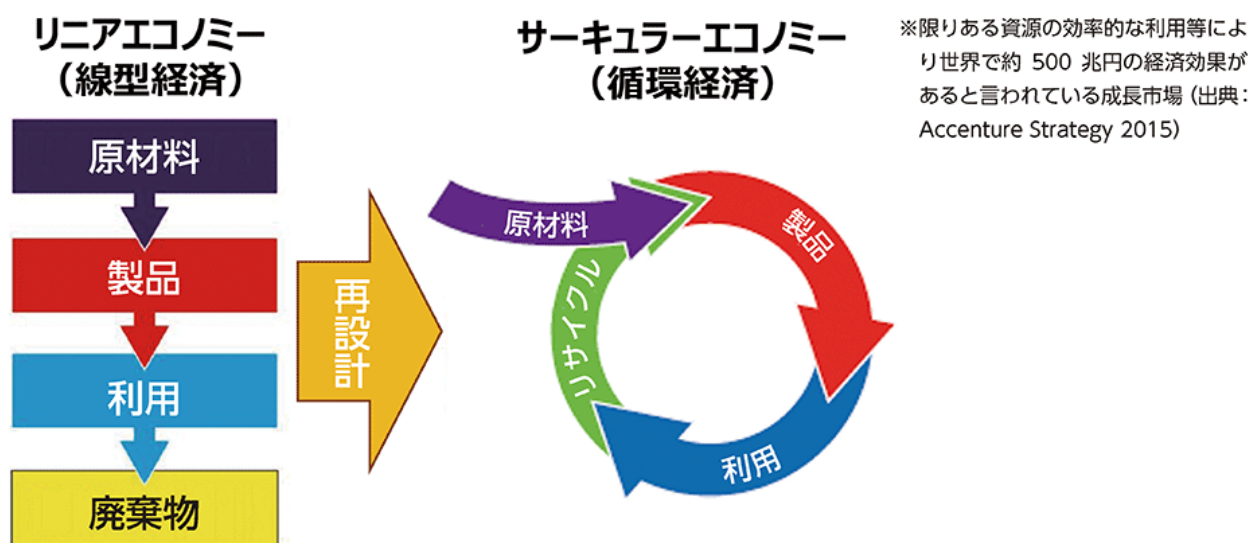 リニアエコノミー
（線型経済）
原材料
製品
利用
廃棄物
再設計
サーキュラーエコノミー
（循環経済）
原材料
製品
利用
リサイクル
※限りある資源の効率的な利用等によ
り世界で約 500 兆円の経済効果が
あると言われている成長市場（出典：
Accenture Strategy 2015）